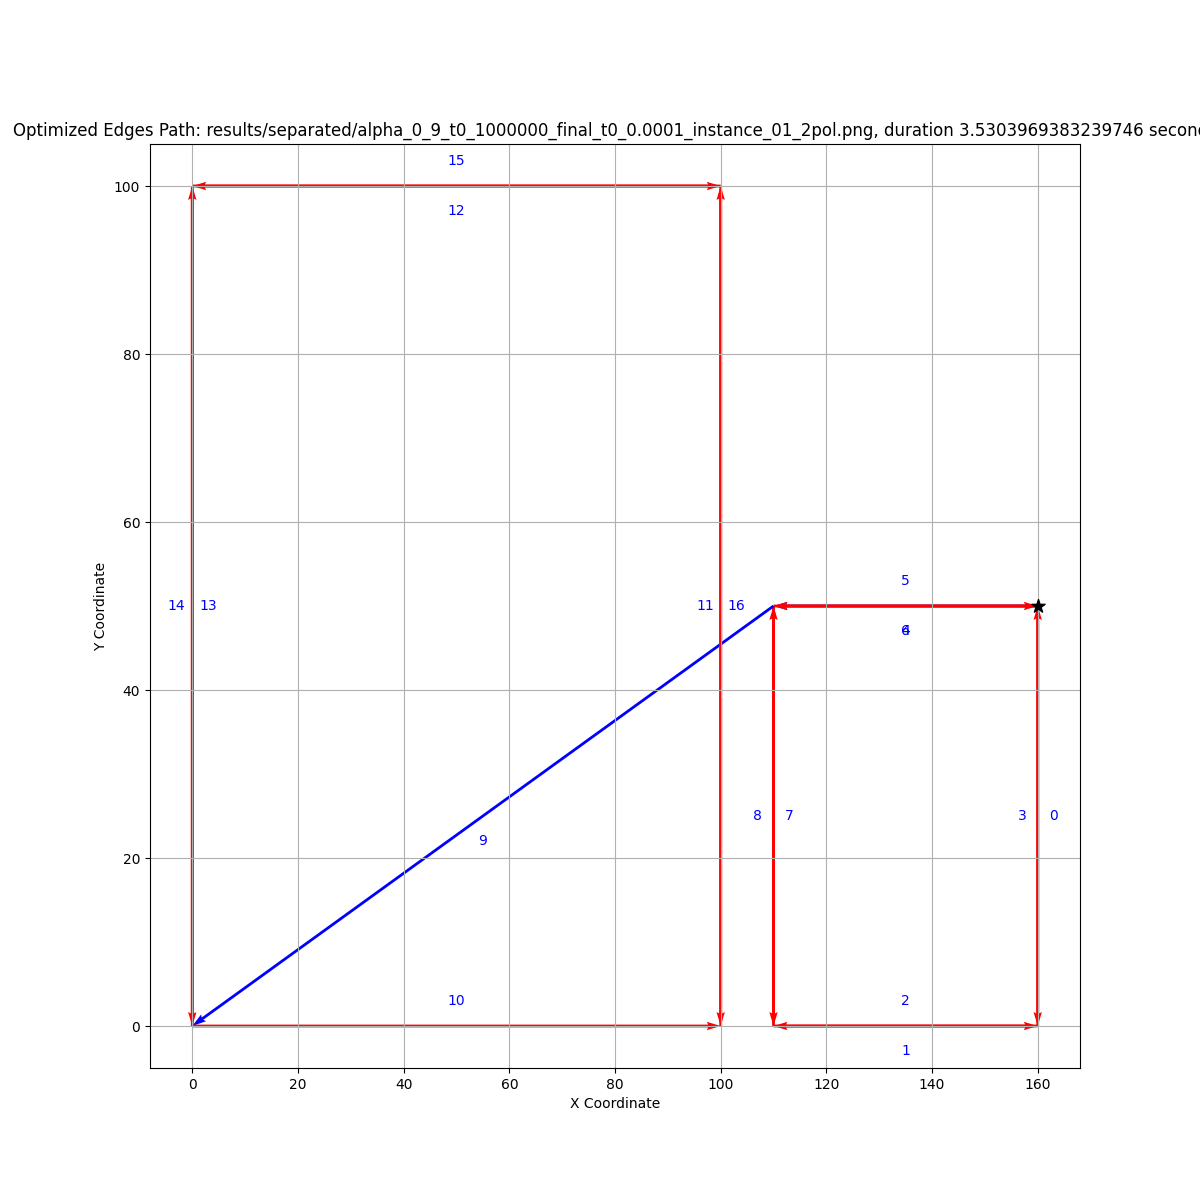 Optimized Edges Path: results/separated/alpha_0_9_t0_1000000_final_t0_0.0001_instance_01_2pol.png, duration 3.5303969383239746 secon
15
100
12
80
60
5
14 13 11 16
6
4
Y Coordinate
40
8 7 3 0
9
20
10 2
0
1
0 20 40 60 80 100 120 140 160
X Coordinate